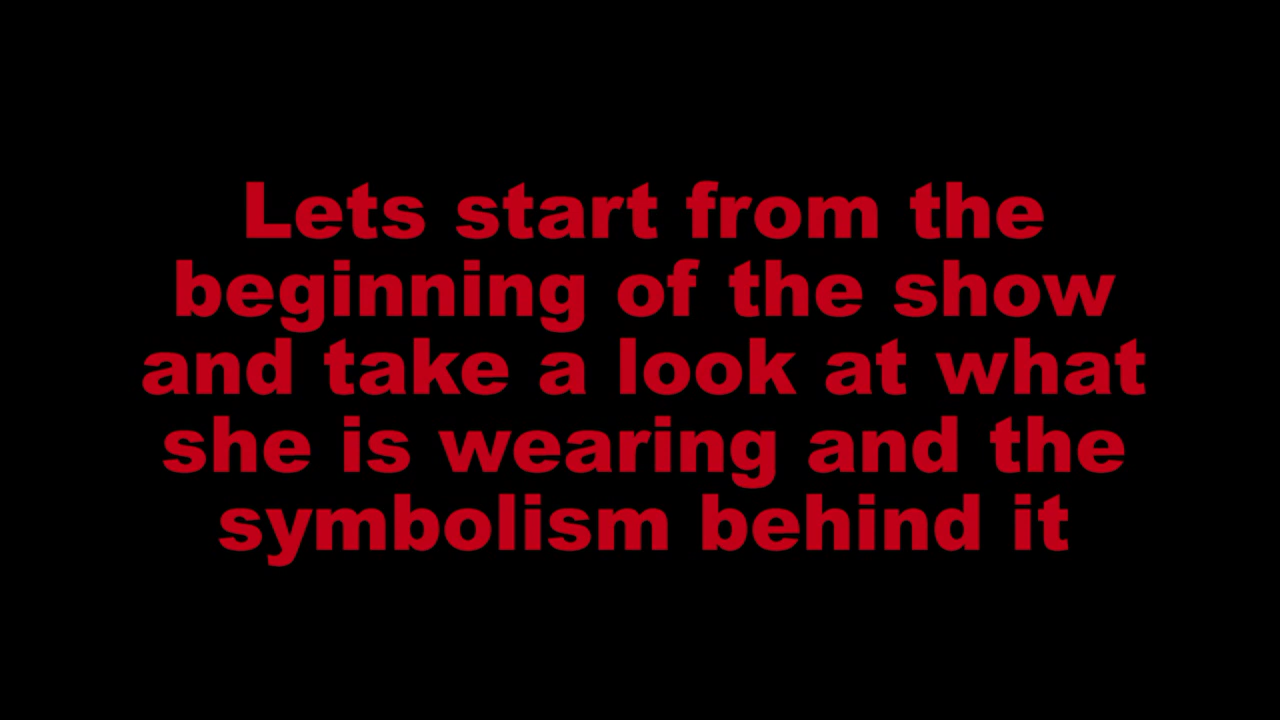 Lets start from the
beginning of the show
and take a look at what
she is wearing and the
symbolism behind it